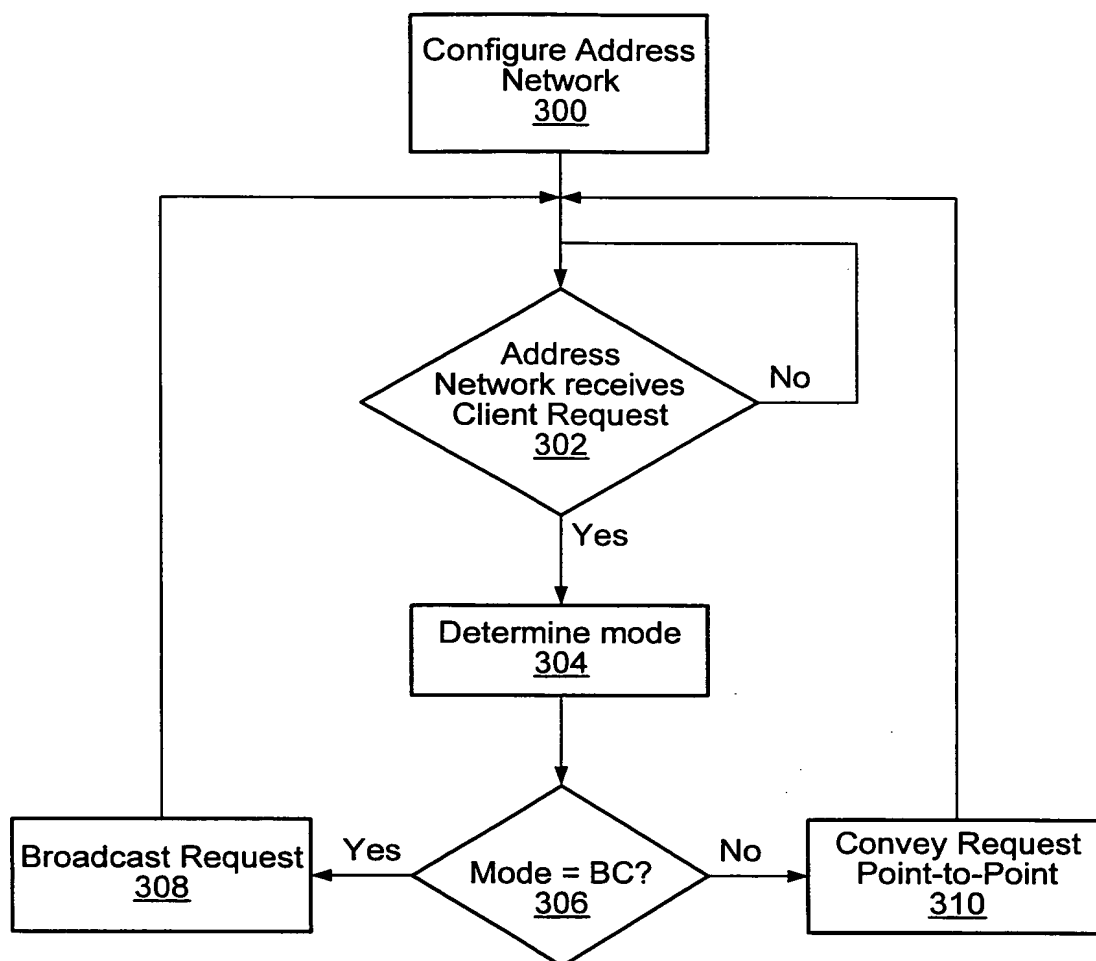 Configure Address
Network
300
Address
Network receives
Client Request
302
No
Yes
Determine mode
304
Broadcast Request
308
Yes
Mode = BC?
306
No
Convey Request
Point-to-Point
310